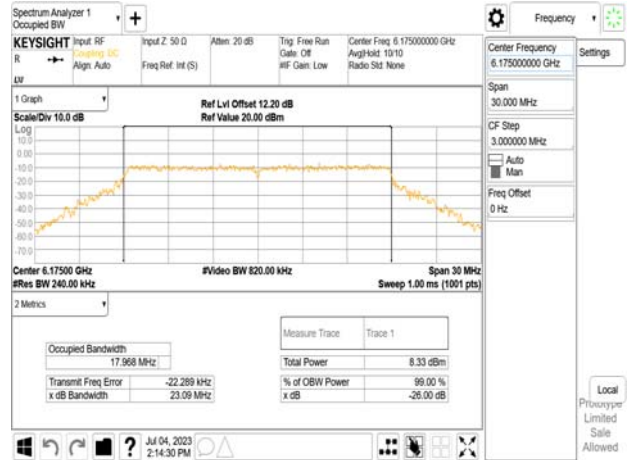 Spectrum Analyzer 1
Occupied BW
+
Frequency
KEYSIGHT
Input: RF
Coupling: DC
Align: Auto
Input Z: 50 Ω
Freq Ref: Int (S)
Atten: 20 dB
Trig: Free Run
Gate: Off
#IF Gain: Low
Center Freq: 6.175000000 GHz
Avg|Hold: 10/10
Radio Std: None
R
LXI
1 Graph
Scale/Div 10.0 dB
Ref Lvl Offset 12.20 dB
Ref Value 20.00 dBm
Log
10.0
0.00
-10.0
-20.0
-30.0
-40.0
-50.0
-60.0
-70.0
Center 6.17500 GHz
#Res BW 240.00 kHz
#Video BW 820.00 kHz
Span 30 MHz
Sweep 1.00 ms (1001 pts)
2 Metrics
Measure Trace Trace 1
Occupied Bandwidth
17.968 MHz
Total Power 8.33 dBm
Transmit Freq Error -22.289 kHz
% of OBW Power 99.00 %
x dB Bandwidth 23.09 MHz
x dB -26.00 dB
Center Frequency
6.175000000 GHz
Settings
Span
30.000 MHz
CF Step
3.000000 MHz
Auto
Man
Freq Offset
0 Hz
Local
Prototype
Limited
Sale
Allowed
?
Jul 04, 2023
2:14:30 PM